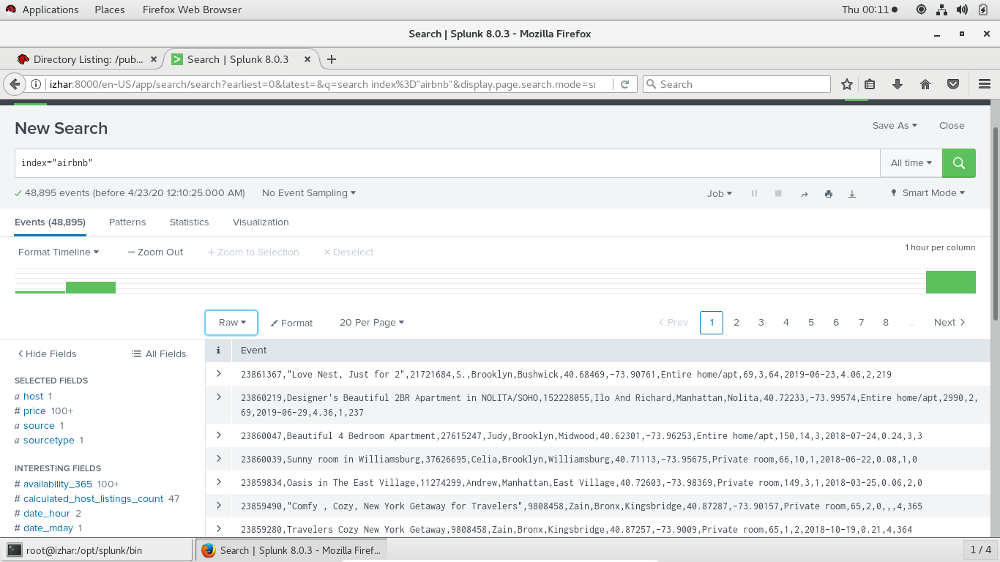 Applications Places Firefox Web Browser Thu 00:11
Search | Splunk 8.0.3 - Mozilla Firefox
Directory Listing: /pub... Search | Splunk 8.0.3
izhar:8000/en-US/app/search/search?earliest=0&latest=&q=search index%3D"airbnb"&display.page.search.mode=sı Search
New Search Save As Close
index="airbnb" All time
48,895 events (before 4/23/20 12:10:25.000 AM) No Event Sampling Job Smart Mode
Events (48,895) Patterns Statistics Visualization
Format Timeline — Zoom Out + Zoom to Selection × Deselect 1 hour per column
Raw Format 20 Per Page < Prev 1 2 3 4 5 6 7 8 ... Next >
< Hide Fields All Fields i Event
SELECTED FIELDS
a host 1
# price 100+
a source 1
a sourcetype 1
INTERESTING FIELDS
# availability_365 100+
# calculated_host_listings_count 47
# date_hour 2
# date_mday 1
> 23861367,"Love Nest, Just for 2",21721684,S.,Brooklyn,Bushwick,40.68469,-73.90761,Entire home/apt,69,3,64,2019-06-23,4.06,2,219
> 23860219,Designer's Beautiful 2BR Apartment in NOLITA/SOHO,152228055,Ilo And Richard,Manhattan,Nolita,40.72233,-73.99574,Entire home/apt,2990,2,
69,2019-06-29,4.36,1,237
> 23860047,Beautiful 4 Bedroom Apartment,27615247,Judy,Brooklyn,Midwood,40.62301,-73.96253,Entire home/apt,150,14,3,2018-07-24,0.24,3,3
> 23860039,Sunny room in Williamsburg,37626695,Celia,Brooklyn,Williamsburg,40.71113,-73.95675,Private room,66,10,1,2018-06-22,0.08,1,0
> 23859834,Oasis in The East Village,11274299,Andrew,Manhattan,East Village,40.72603,-73.98369,Private room,149,3,1,2018-03-25,0.06,2,0
> 23859490,"Comfy , Cozy, New York Getaway for Travelers",9808458,Zain,Bronx,Kingsbridge,40.87287,-73.90157,Private room,65,2,0,,,4,365
> 23859280,Travelers Cozy New York Getaway,9808458,Zain,Bronx,Kingsbridge,40.87257,-73.9009,Private room,65,1,2,2018-10-19,0.21,4,364
root@izhar:/opt/splunk/bin Search | Splunk 8.0.3 - Mozilla Firef... 1 / 4